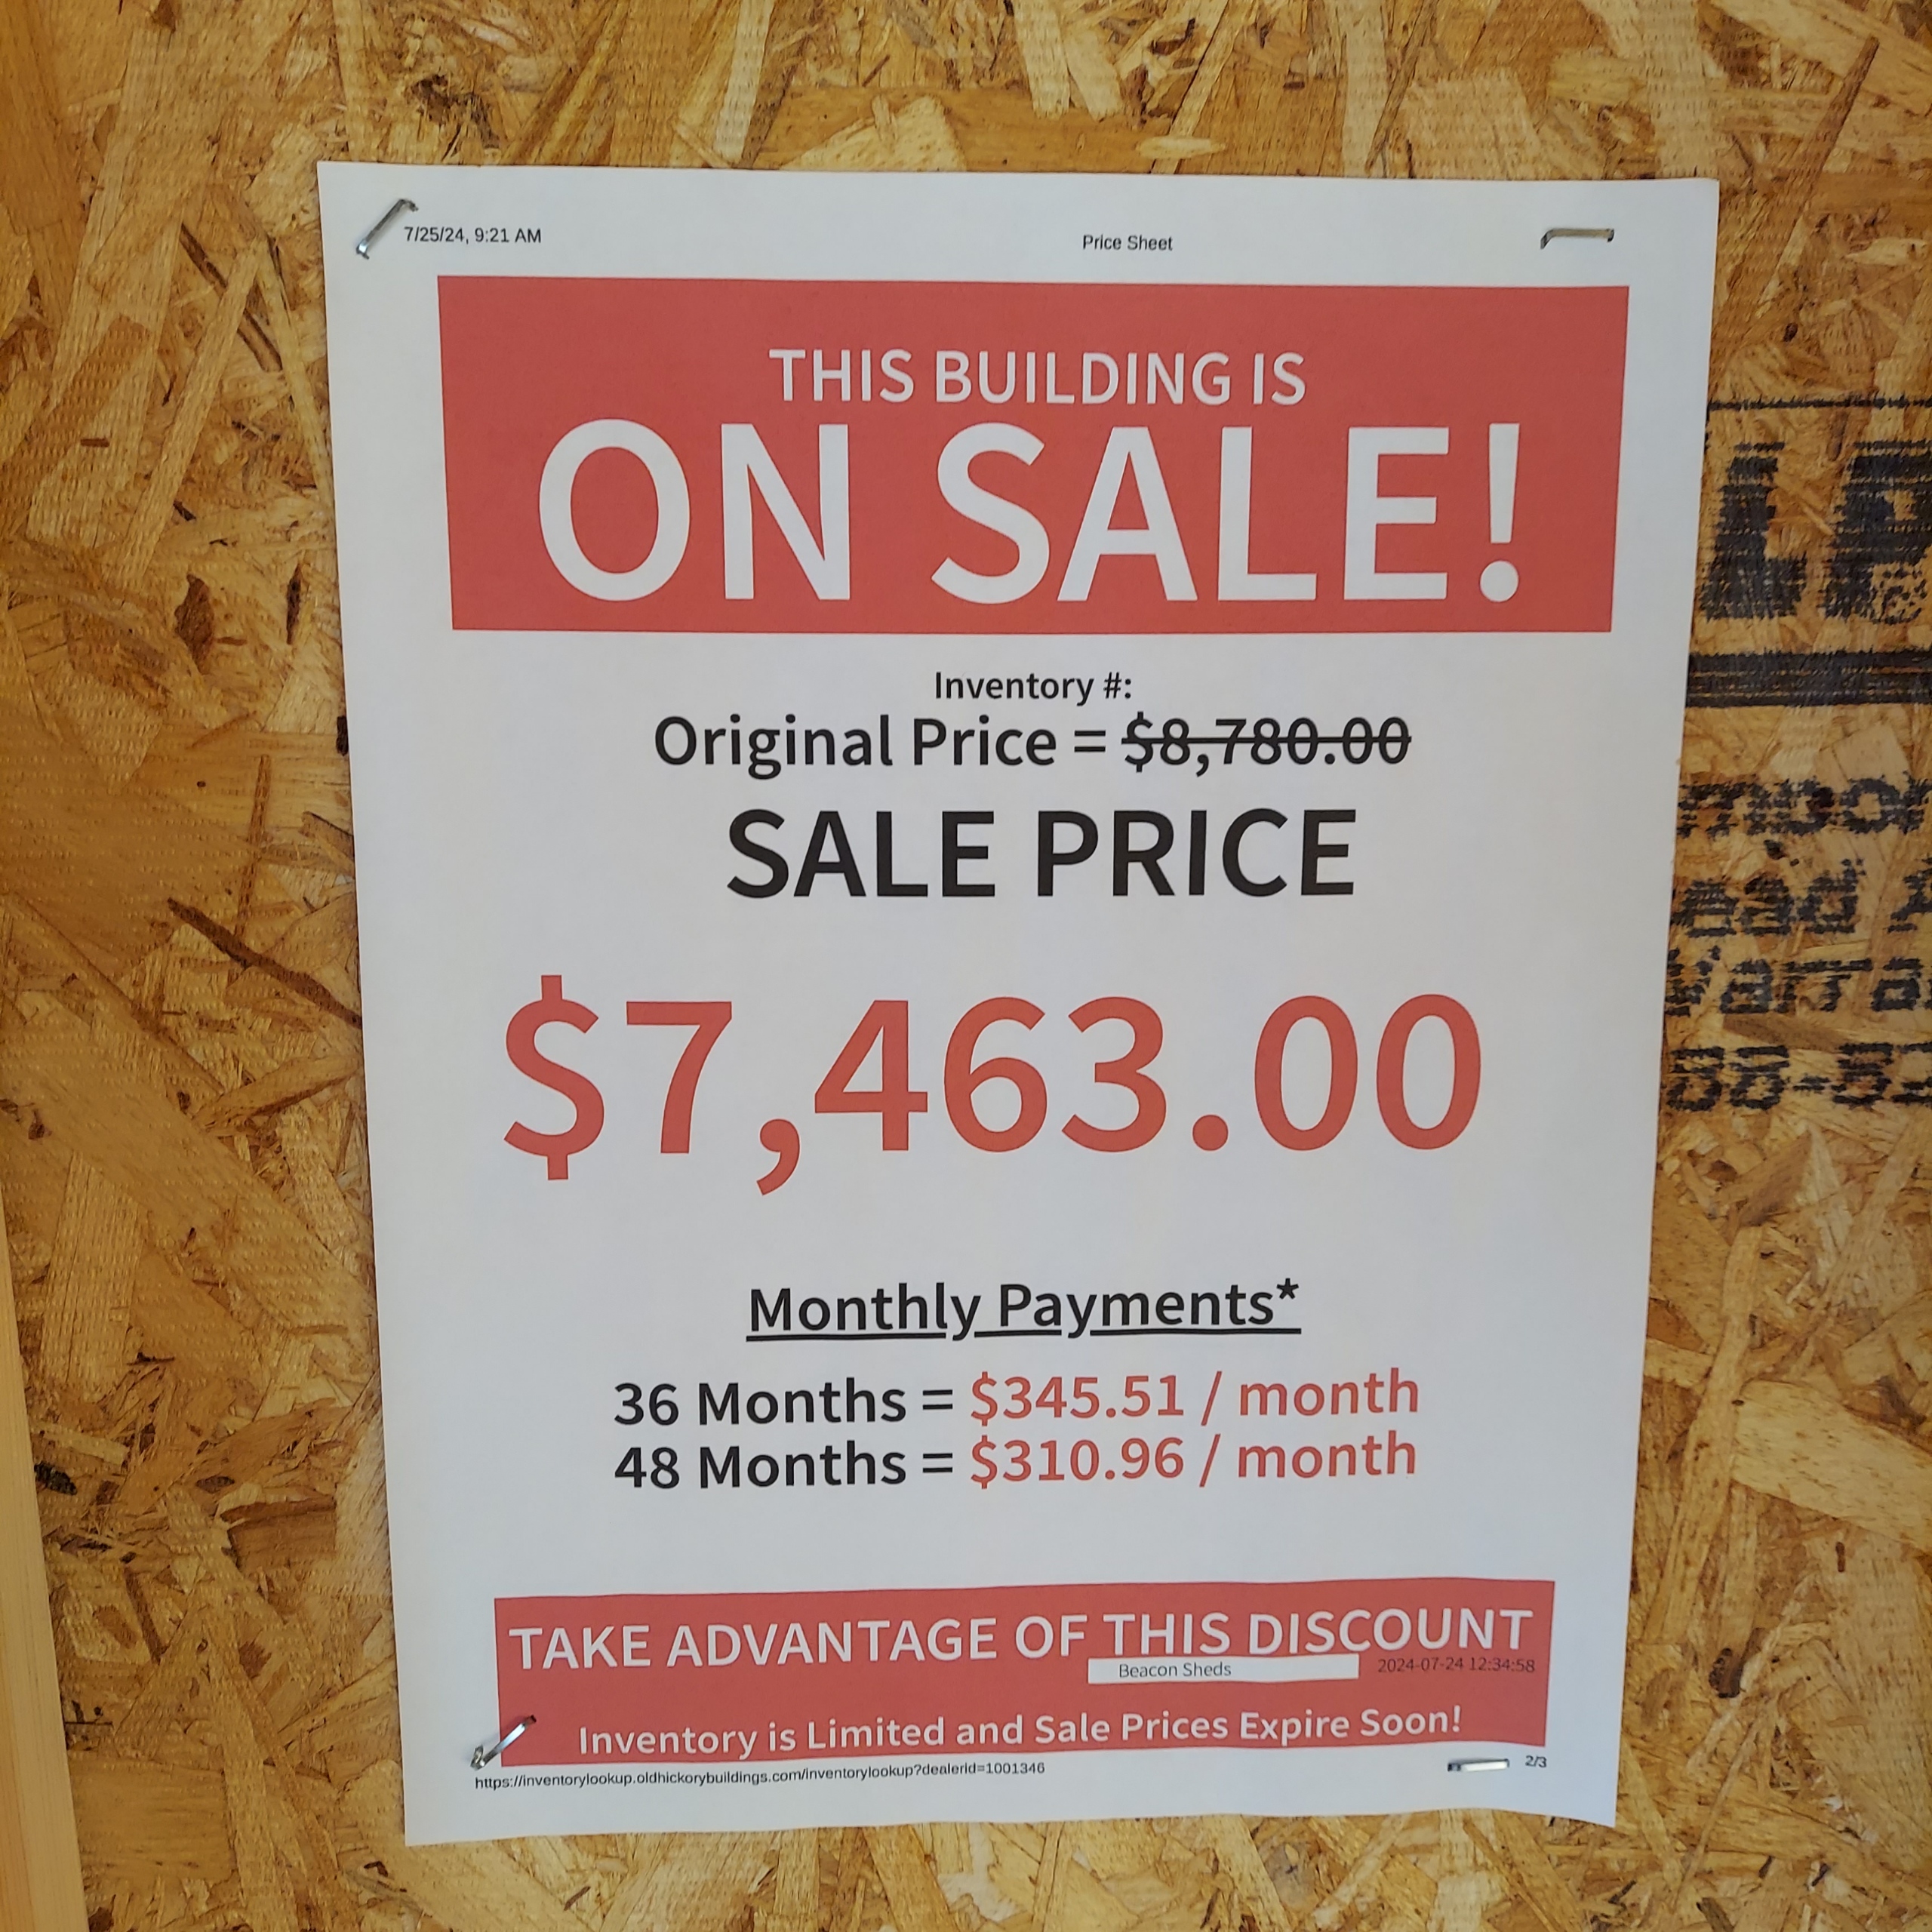 7/25/24, 9:21 AM
Price Sheet
THIS BUILDING IS
ON SALE!
Inventory #:
Original Price = $8,780.00
SALE PRICE
$7,463.00
Monthly Payments*
36 Months = $345.51 / month
48 Months = $310.96 / month
TAKE ADVANTAGE OF THIS DISCOUNT
Beacon Sheds
2024-07-24 12:34:58
Inventory is Limited and Sale Prices Expire Soon!
https://inventorylookup.oldhickorybuildings.com/inventorylookup?dealerid=1001346
2/3
LP